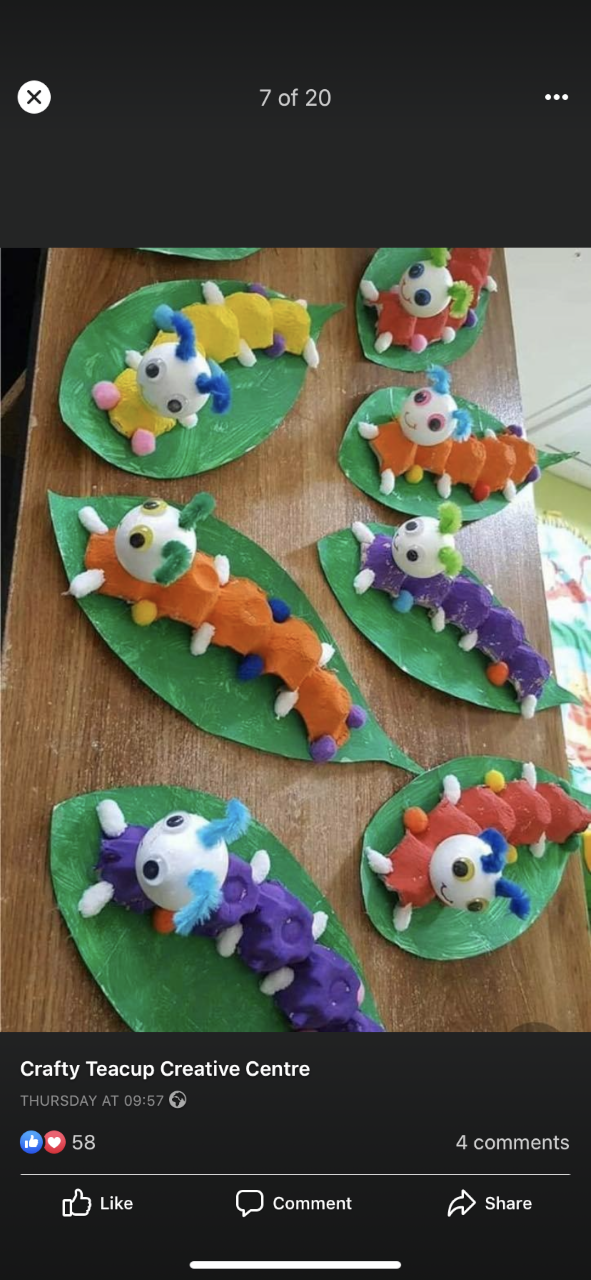 7 of 20
Crafty Teacup Creative Centre
THURSDAY AT 09:57
58
4 comments
Like
Comment
Share